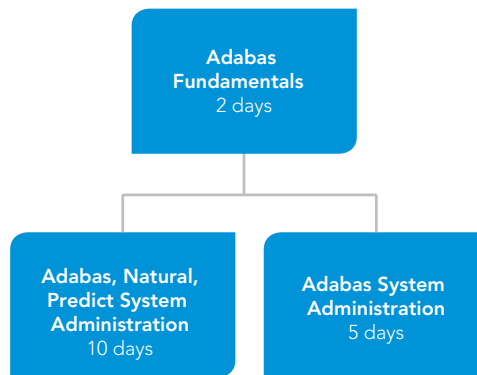 Adabas
Fundamentals
2 days
Adabas, Natural,
Predict System
Administration
10 days
Adabas System
Administration
5 days